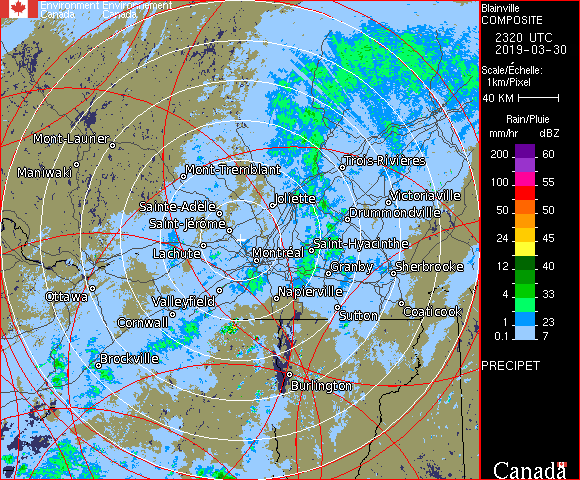 Environment Environnement
Canada Canada
Blainville
COMPOSITE
2320 UTC
2019-03-30
Scale/Échelle:
1km/Pixel
40 KM
Rain/Pluie
mm/hr dBZ
200 60
150 55
100 55
50 50
24 45
12 40
4 33
1 23
0.1 7
PRECIPET
Canada
Mont-Laurier
Maniwaki
Mont-Tremblant
Trois-Rivières
Sainte-Adèle
Joliette
Victoriaville
Saint-Jérôme
Drummondville
Lachute
Montréal
Saint-Hyacinthe
Granby
Sherbrooke
Ottawa
Valleyfield
Napierville
Cornwall
Sutton
Coaticook
Brockville
Burlington